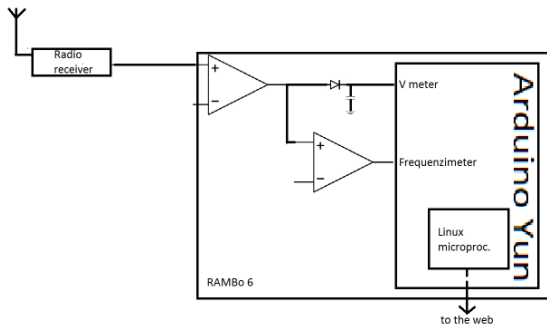 Radio
receiver
+
−
V meter
+
−
Frequenzimeter
Arduino Yun
Linux
microproc.
RAMBo 6
to the web